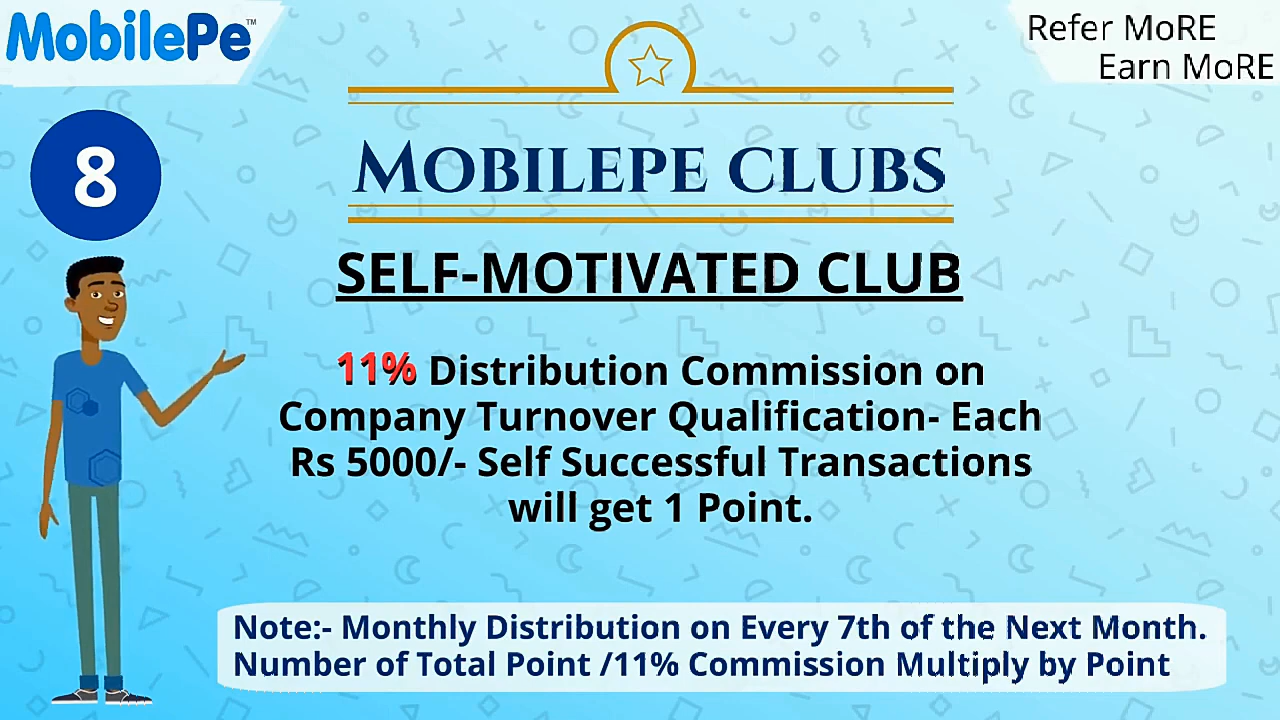 MobilePe™
Refer MoRE
Earn MoRE
8
MOBILEPE CLUBS
SELF-MOTIVATED CLUB
11% Distribution Commission on
Company Turnover Qualification- Each
Rs 5000/- Self Successful Transactions
will get 1 Point.
Note:- Monthly Distribution on Every 7th of the Next Month.
Number of Total Point /11% Commission Multiply by Point